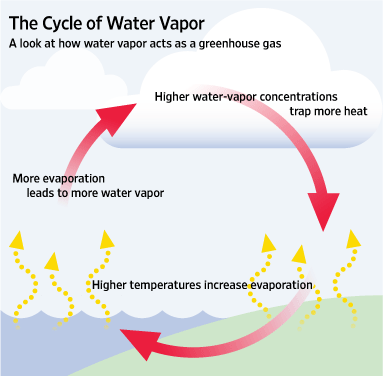 The Cycle of Water Vapor
A look at how water vapor acts as a greenhouse gas
Higher water-vapor concentrations
trap more heat
More evaporation
leads to more water vapor
Higher temperatures increase evaporation